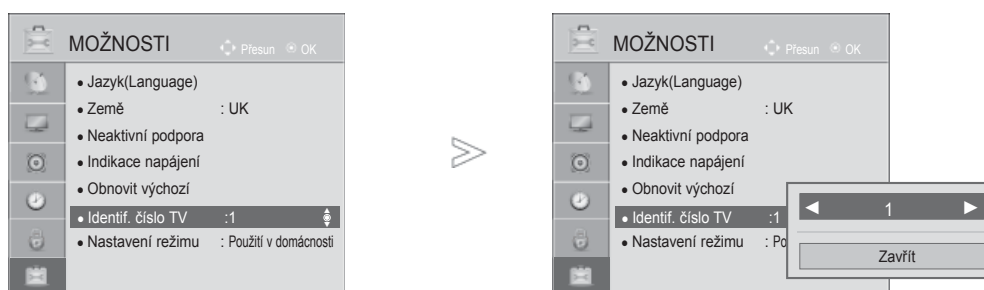 MOŽNOSTI Přesun OK
• Jazyk(Language)
• Země : UK
• Neaktivní podpora
• Indikace napájení
• Obnovit výchozí
• Identif. číslo TV :1
• Nastavení režimu : Použití v domácnosti
MOŽNOSTI Přesun OK
• Jazyk(Language)
• Země : UK
• Neaktivní podpora
• Indikace napájení
• Obnovit výchozí
• Identif. číslo TV :1
• Nastavení režimu : Po
◄ 1 ►
Zavřít